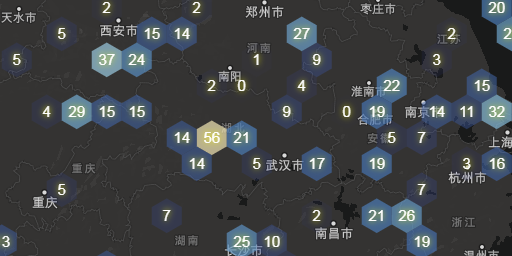 2
2
天水市
郑州市
枣庄市
20
5
西安市
15
14
27
河南
2
2
江苏
5
37
24
1
9
3
南阳
2
0
4
淮南市
22
15
4
29
15
15
9
0
19
南京
14
11
32
合肥市
14
56
21
湖北
安徽
5
7
上海
14
5
武汉市
17
19
3
16
重庆
杭州市
5
重庆
7
7
2
21
26
南昌市
浙江
3
湖南
25
10
19
长沙市
温州市